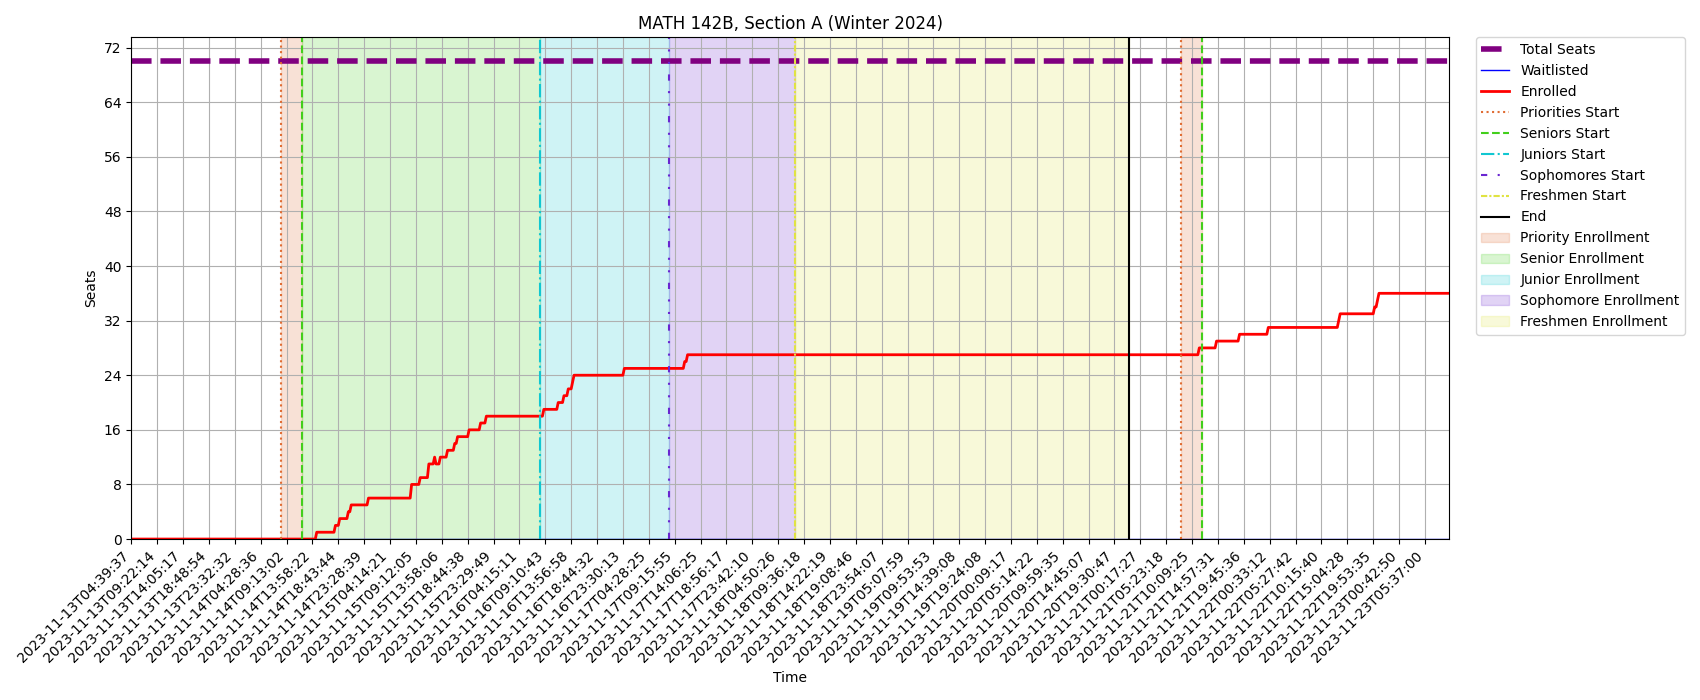 MATH 142B, Section A (Winter 2024)
72
64
56
48
40
32
24
16
8
0
Seats
2023-11-13T04:39:37
2023-11-13T09:22:14
2023-11-13T14:05:17
2023-11-13T18:48:54
2023-11-13T23:32:32
2023-11-14T04:28:36
2023-11-14T09:13:02
2023-11-14T13:58:22
2023-11-14T18:43:44
2023-11-14T23:28:39
2023-11-15T04:14:21
2023-11-15T09:12:05
2023-11-15T13:58:06
2023-11-15T18:44:38
2023-11-15T23:29:49
2023-11-16T04:15:11
2023-11-16T09:10:43
2023-11-16T13:56:58
2023-11-16T18:44:32
2023-11-16T23:30:13
2023-11-17T04:28:25
2023-11-17T09:15:55
2023-11-17T14:06:25
2023-11-17T18:56:17
2023-11-17T23:42:10
2023-11-18T04:50:26
2023-11-18T09:36:18
2023-11-18T14:22:19
2023-11-18T19:08:46
2023-11-18T23:54:07
2023-11-19T05:07:59
2023-11-19T09:53:53
2023-11-19T14:39:08
2023-11-19T19:24:08
2023-11-20T00:09:17
2023-11-20T05:14:22
2023-11-20T09:59:35
2023-11-20T14:45:07
2023-11-20T19:30:47
2023-11-21T00:17:27
2023-11-21T05:23:18
2023-11-21T10:09:25
2023-11-21T14:57:31
2023-11-21T19:45:36
2023-11-22T00:33:12
2023-11-22T05:27:42
2023-11-22T10:15:40
2023-11-22T15:04:28
2023-11-22T19:53:35
2023-11-23T00:42:50
2023-11-23T05:37:00
Time
Total Seats
Waitlisted
Enrolled
Priorities Start
Seniors Start
Juniors Start
Sophomores Start
Freshmen Start
End
Priority Enrollment
Senior Enrollment
Junior Enrollment
Sophomore Enrollment
Freshmen Enrollment